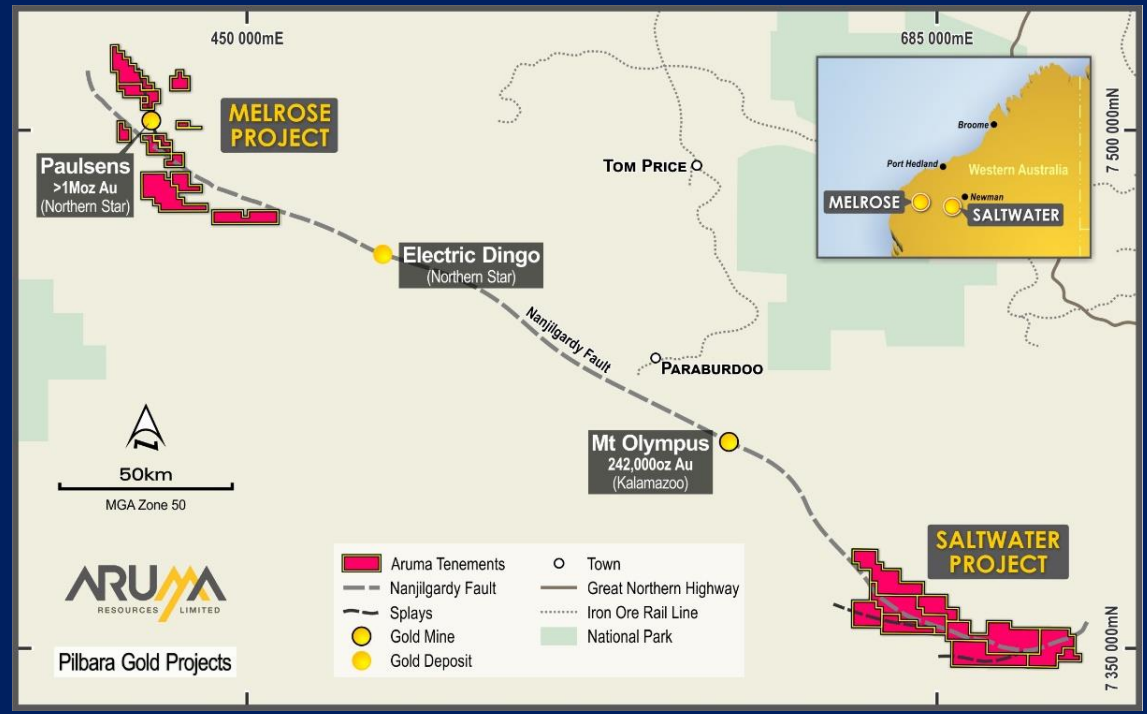 450 000mE
685 000mE
7 500 000mN
7 350 000mN
MELROSE
PROJECT
Paulsens
>1Moz Au
(Northern Star)
Electric Dingo
(Northern Star)
Nanjilgardy Fault
TOM PRICE
PARABURDOO
Mt Olympus
242,000oz Au
(Kalamazoo)
SALTWATER
PROJECT
Broome
Port Hedland
Western Australia
Newman
MELROSE
SALTWATER
N
50km
MGA Zone 50
ARUMA
RESOURCES LIMITED
Pilbara Gold Projects
Aruma Tenements
Nanjilgardy Fault
Splays
Gold Mine
Gold Deposit
Town
Great Northern Highway
Iron Ore Rail Line
National Park